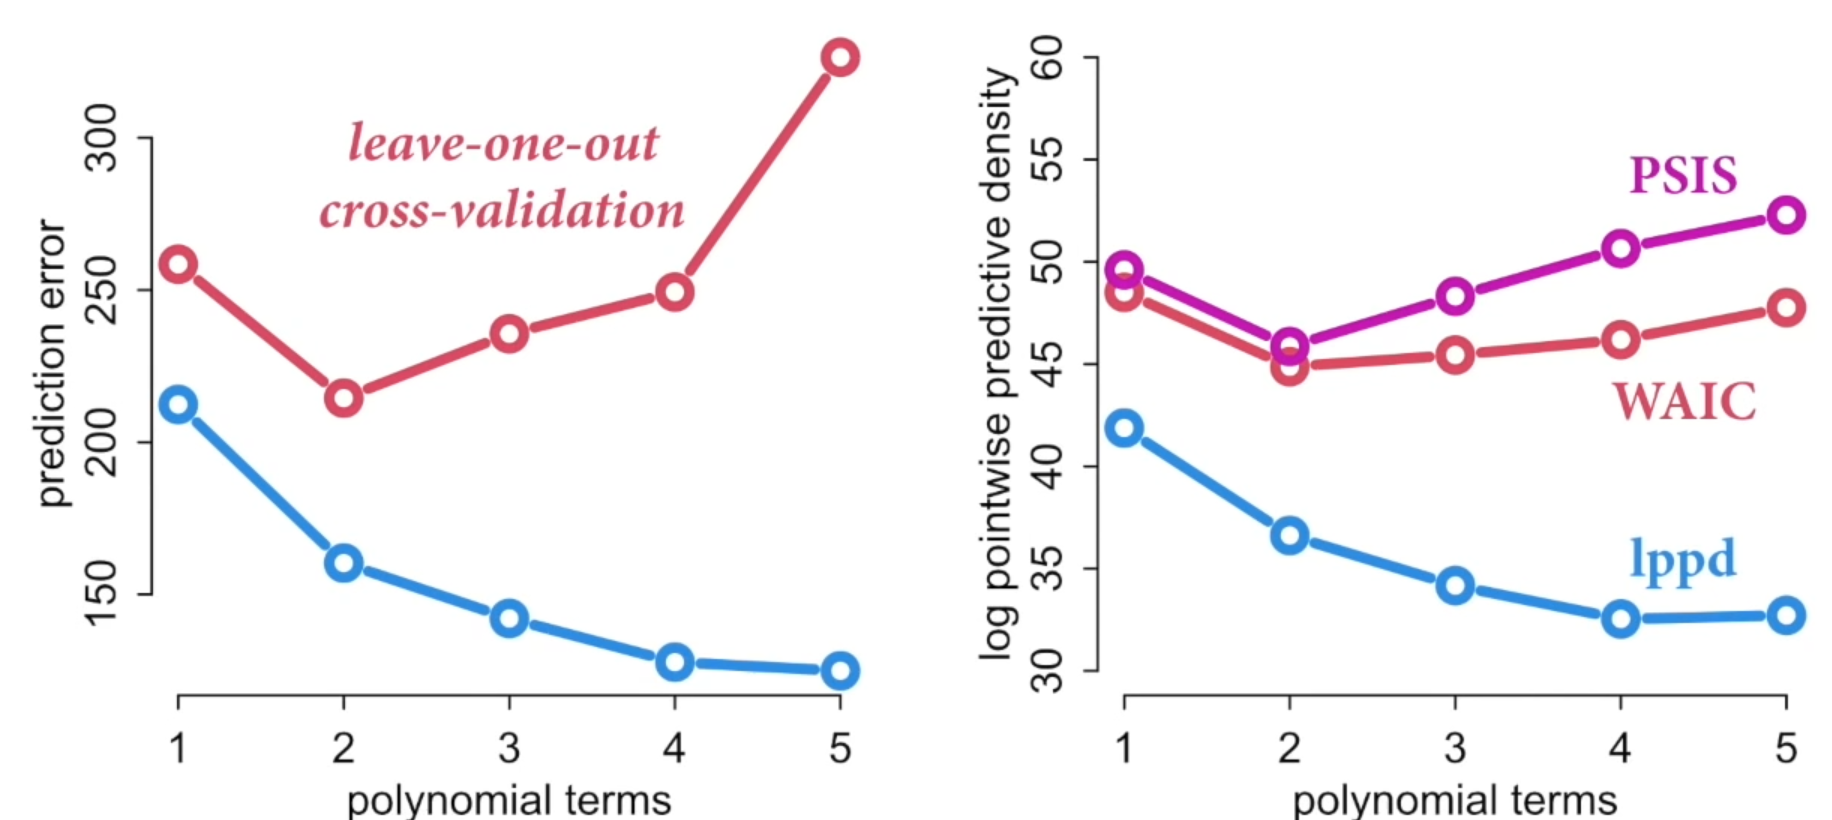 prediction error
300
250
200
150
leave-one-out
cross-validation
1 2 3 4 5
polynomial terms
log pointwise predictive density
60
55
50
45
40
35
30
PSIS
WAIC
lppd
1 2 3 4 5
polynomial terms